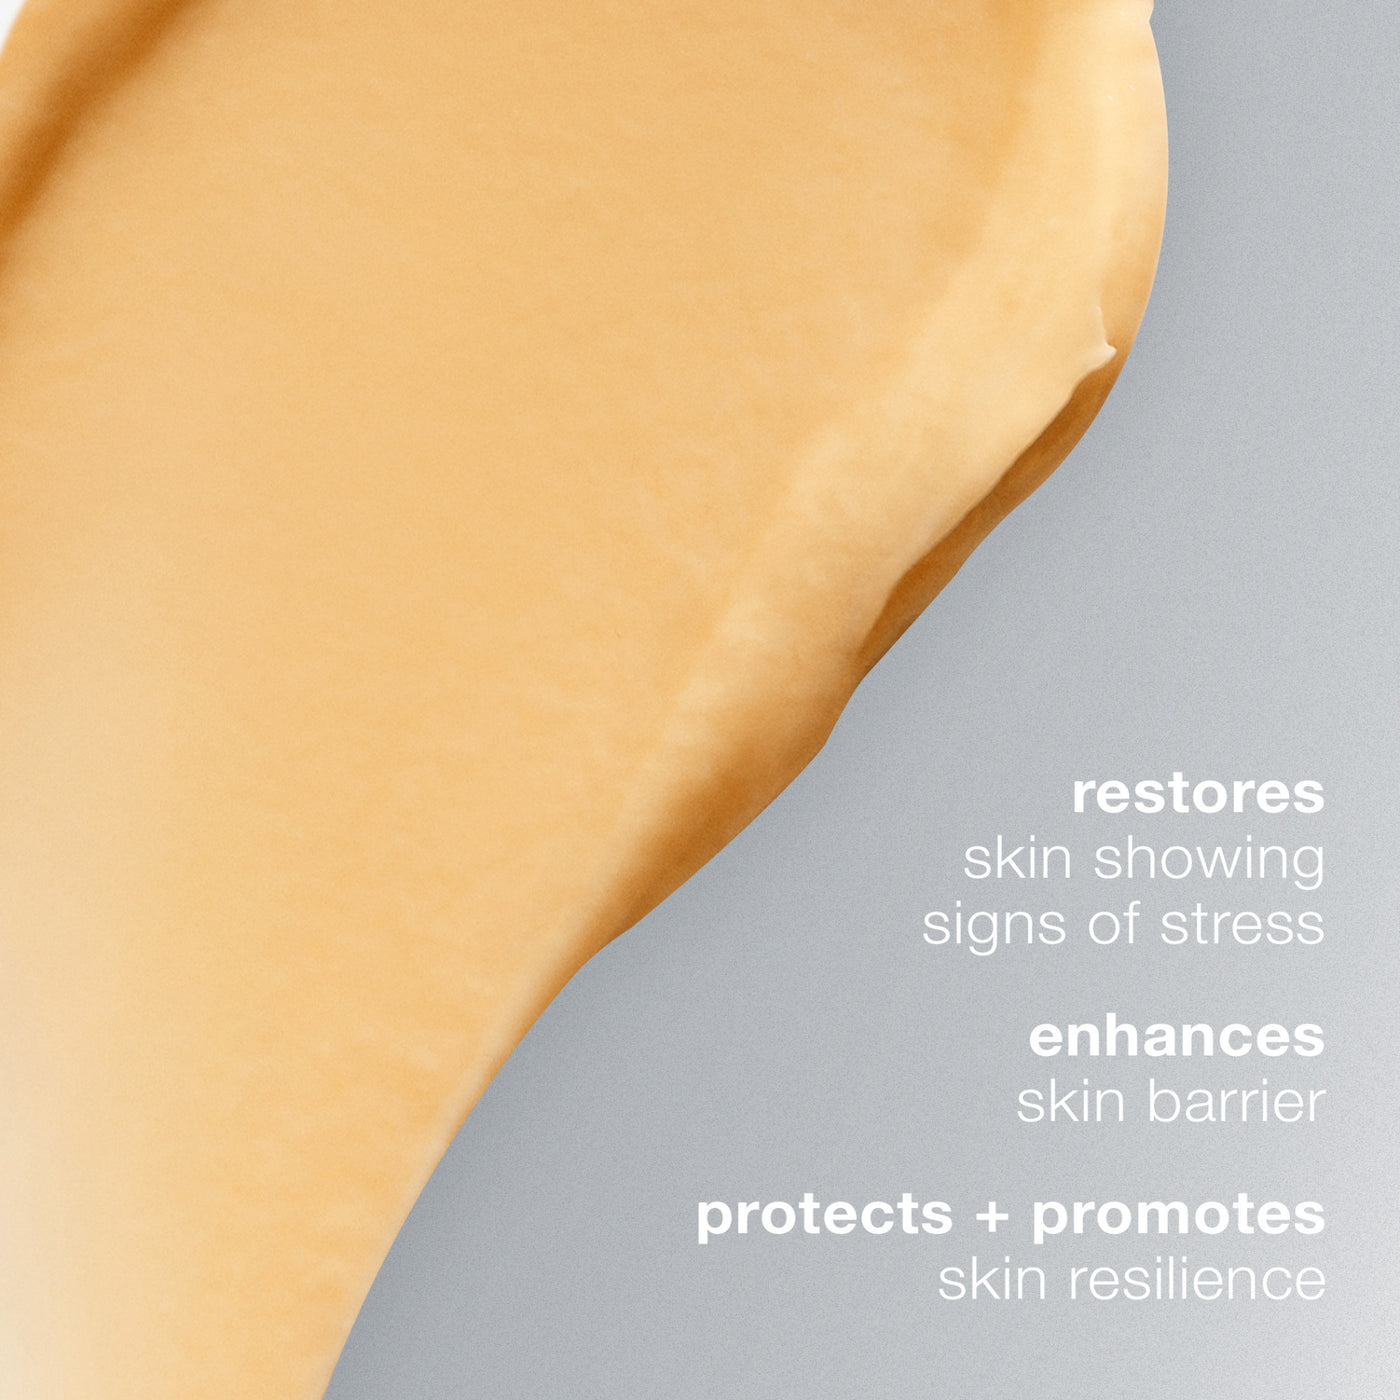 restores
skin showing
signs of stress
enhances
skin barrier
protects + promotes
skin resilience